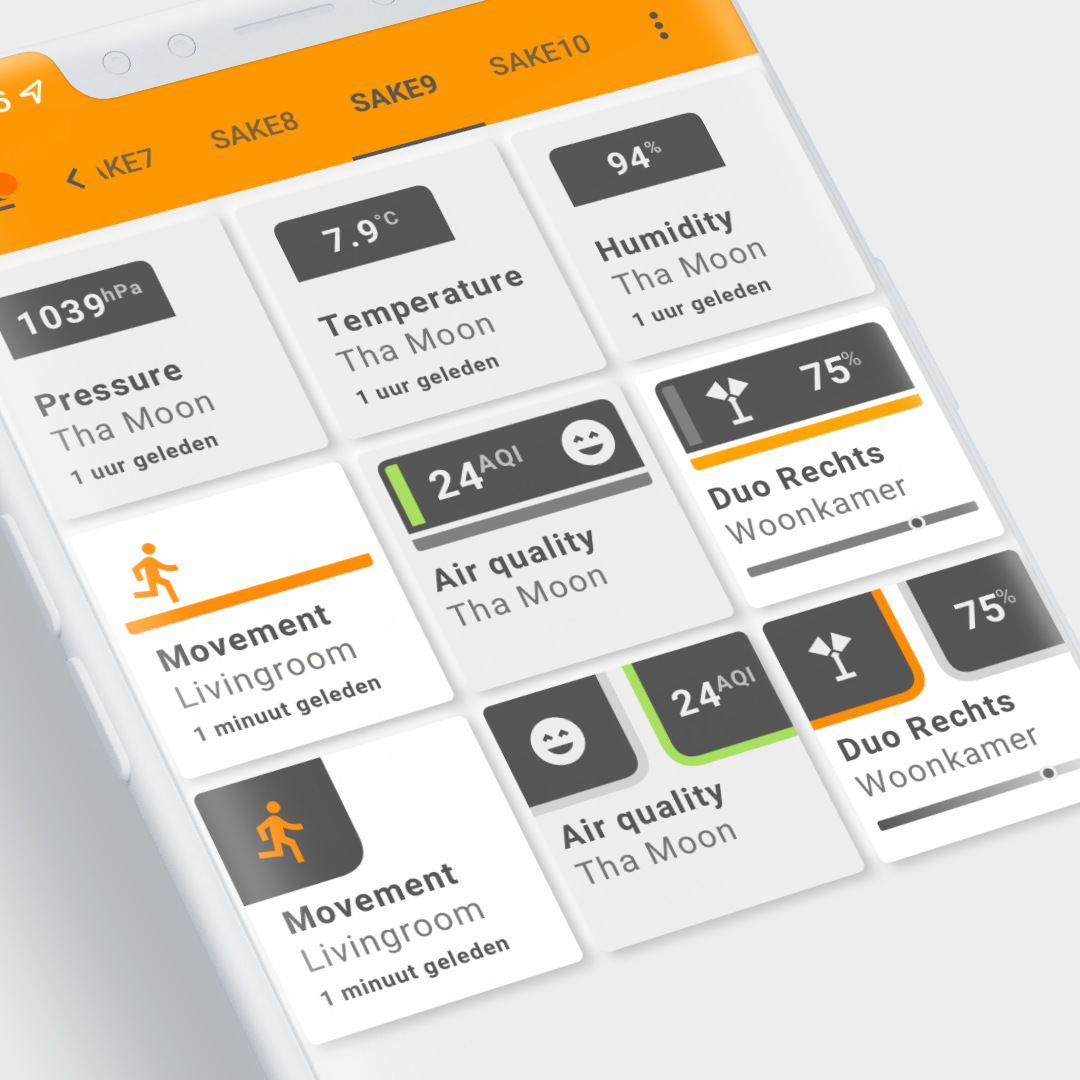 6
SAKE7
SAKE8
SAKE9
SAKE10
1039hPa
Pressure
Tha Moon
1 uur geleden
7.9°C
Temperature
Tha Moon
1 uur geleden
94%
Humidity
Tha Moon
1 uur geleden
Movement
Livingroom
1 minuut geleden
24AQI
Air quality
Tha Moon
75%
Duo Rechts
Woonkamer
Movement
Livingroom
1 minuut geleden
24AQI
Air quality
Tha Moon
75%
Duo Rechts
Woonkamer